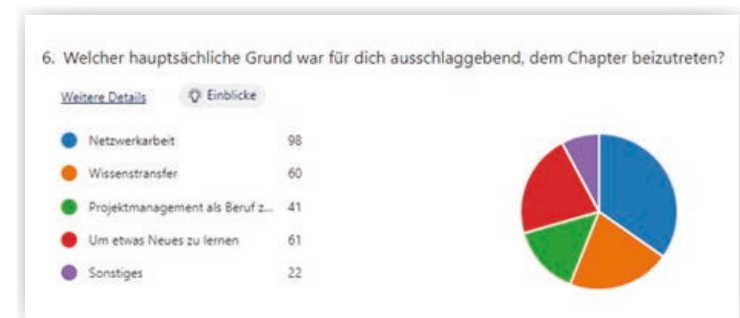 6. Welcher hauptsächliche Grund war für dich ausschlaggebend, dem Chapter beizutreten?
Weitere Details Einblicke
Netzwerkarbeit 98
Wissenstransfer 60
Projektmanagement als Beruf z... 41
Um etwas Neues zu lernen 61
Sonstiges 22